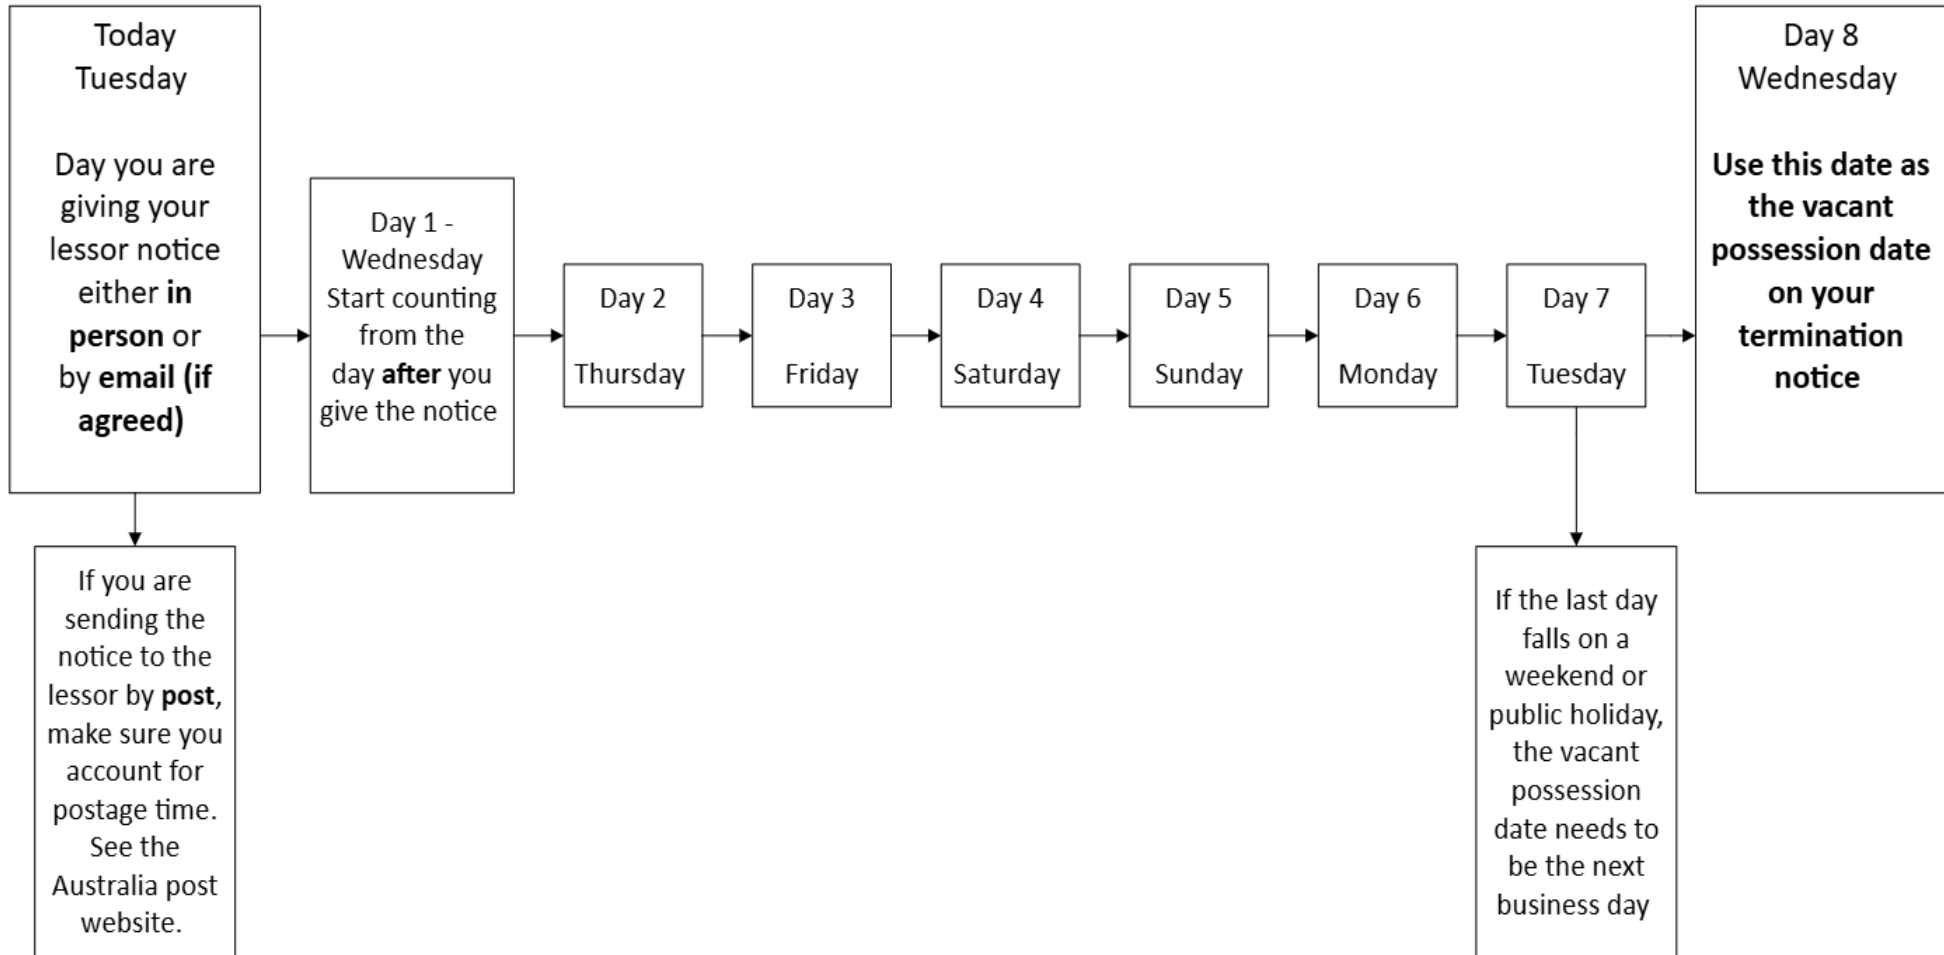 Today
Tuesday
Day you are
giving your
lessor notice
either in
person or
by email (if
agreed)
If you are
sending the
notice to the
lessor by post,
make sure you
account for
postage time.
See the
Australia post
website.
Day 1 -
Wednesday
Start counting
from the
day after you
give the notice
Day 2
Thursday
Day 3
Friday
Day 4
Saturday
Day 5
Sunday
Day 6
Monday
Day 7
Tuesday
If the last day
falls on a
weekend or
public holiday,
the vacant
possession
date needs to
be the next
business day
Day 8
Wednesday
Use this date as
the vacant
possession date
on your
termination
notice